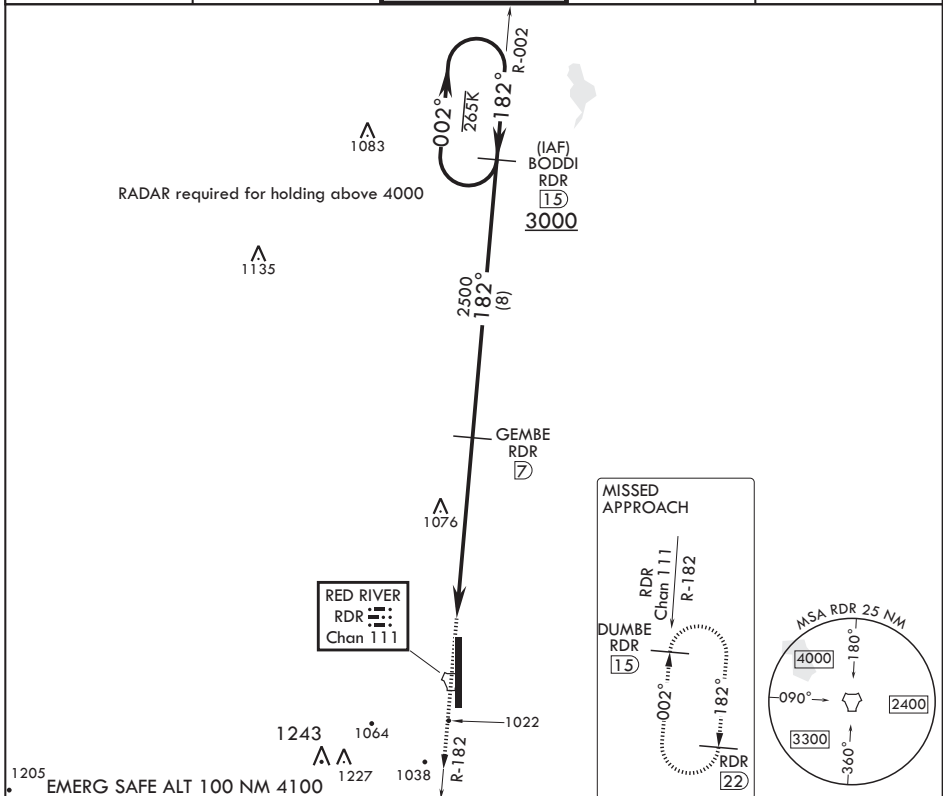 R-002
002°
265K
182°
1083
(IAF)
BODDI
RDR
15
3000
RADAR required for holding above 4000
1135
2500
182°
(8)
GEMBE
RDR
7
1076
RED RIVER
RDR
Chan 111
MISSED
APPROACH
RDR
Chan 111
R-182
DUMBE
RDR
15
002°
182°
RDR
22
MSA RDR 25 NM
4000
180°
090°
2400
3300
360°
1243
1064
1022
1227
1038
R-182
1205
EMERG SAFE ALT 100 NM 4100